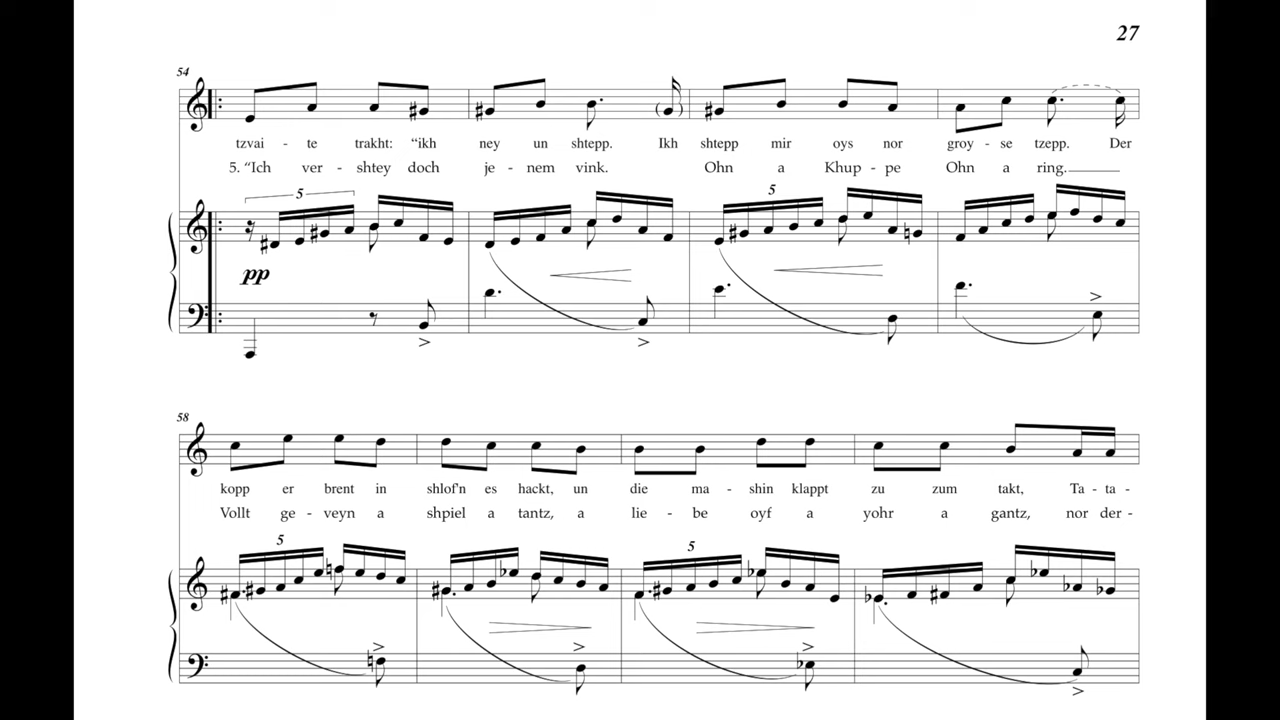 27
54
tzvai - te trakht: “ikh ney un shtepp. Ikh shtepp mir oys nor groy - se tzepp. Der
5. “Ich ver - shtey doch je - nem vink. Ohn a Khup - pe Ohn a ring.
5 5
pp
58
kopp er brent in shlof'n es hackt, un die ma - shin klappt zu zum takt, Ta - ta -
Vollt ge - veyn a shpiel a tantz, a lie - be oyf a yohr a gantz, nor der -
5 5